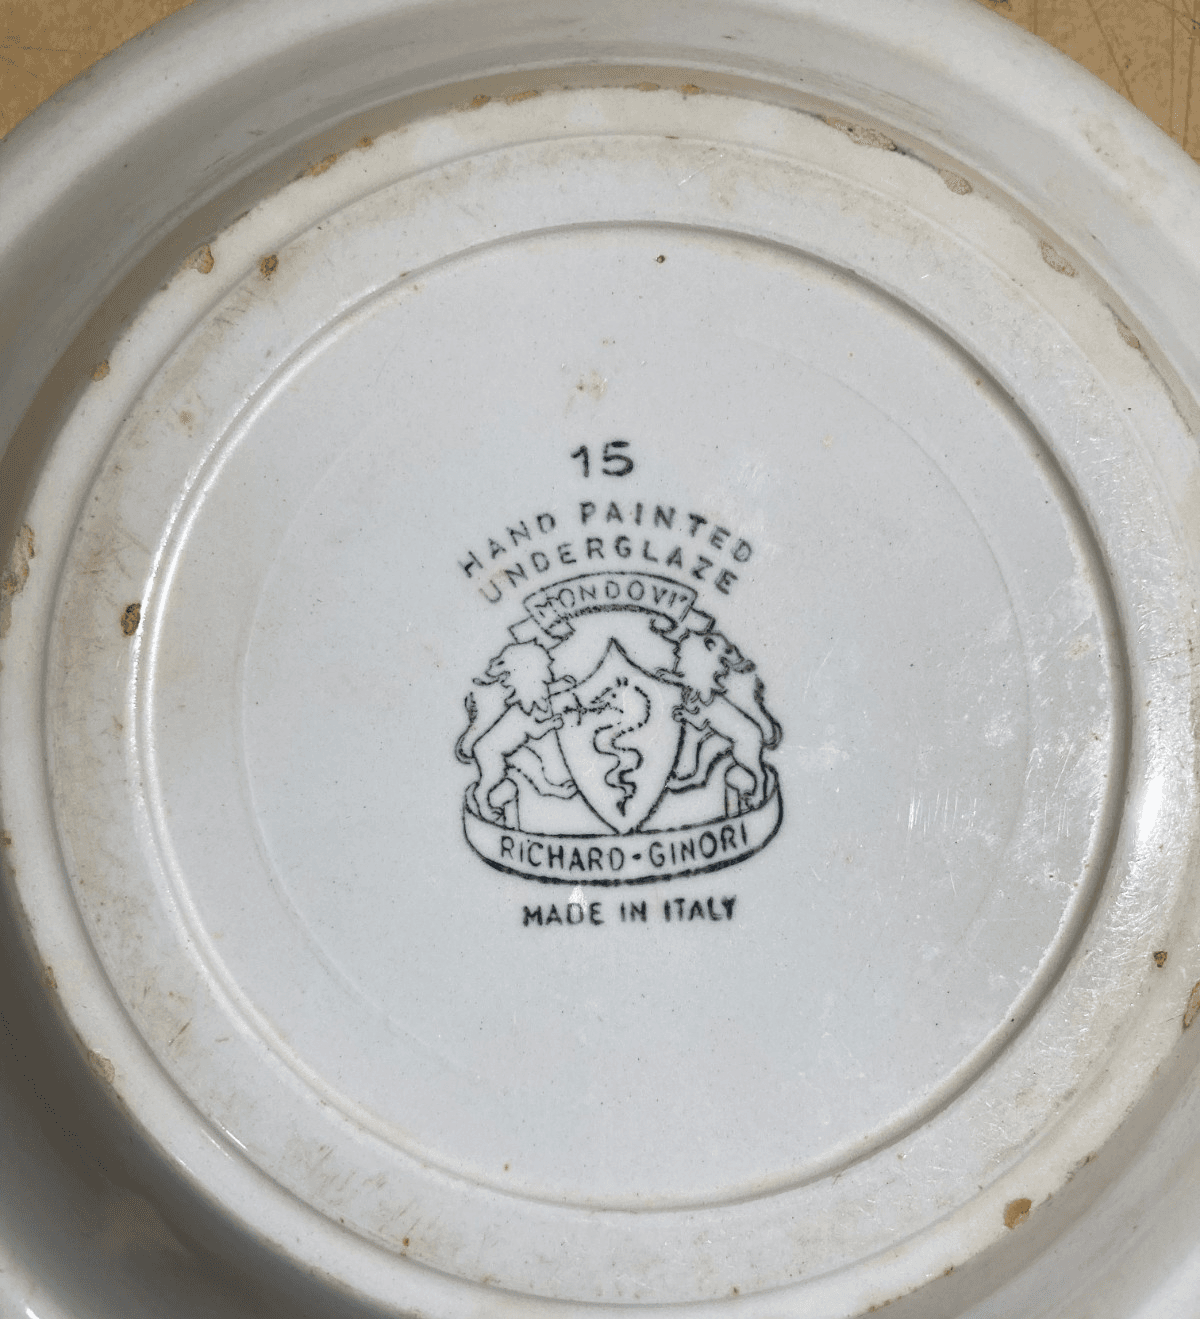 15
HAND PAINTED
UNDERGLAZE
MONDOVI'
RICHARD-GINORI
MADE IN ITALY